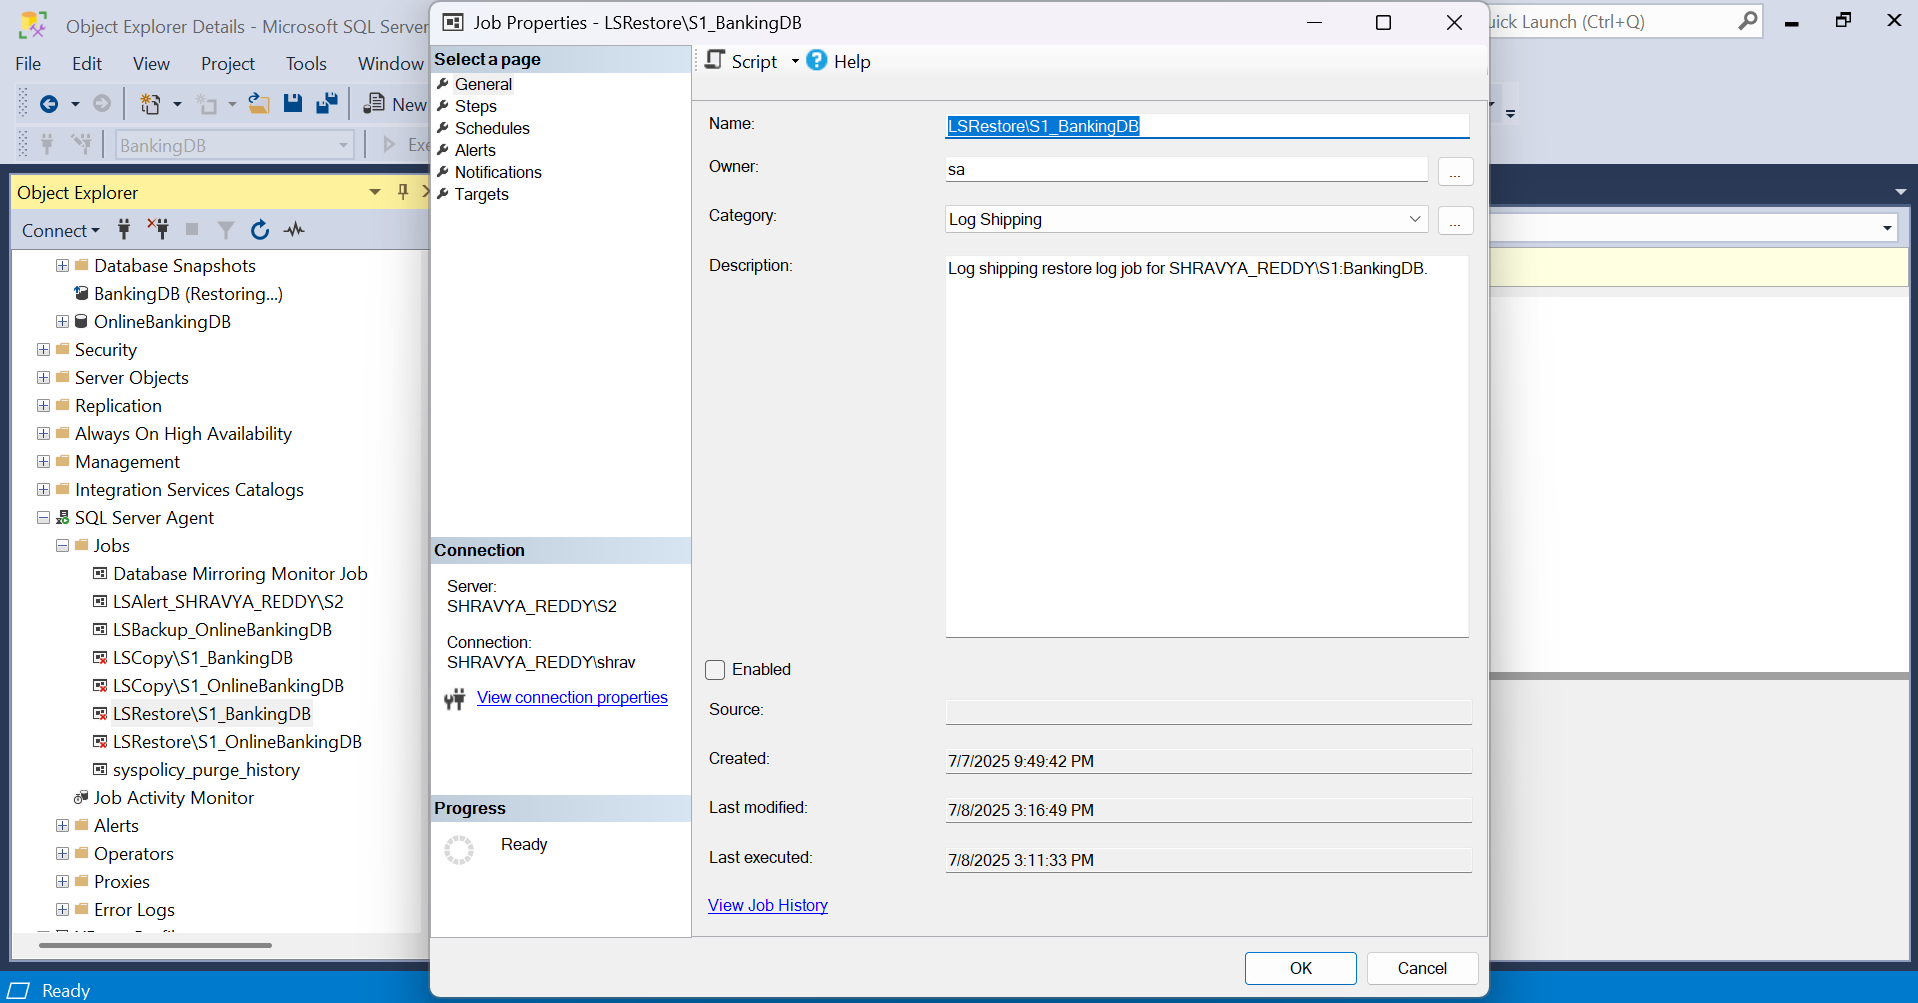 Object Explorer Details - Microsoft SQL Server
File Edit View Project Tools Window
New
BankingDB
Object Explorer
Connect
Database Snapshots
BankingDB (Restoring...)
OnlineBankingDB
Security
Server Objects
Replication
Always On High Availability
Management
Integration Services Catalogs
SQL Server Agent
Jobs
Database Mirroring Monitor Job
LSAlert_SHRAVYA_REDDY\S2
LSBackup_OnlineBankingDB
LSCopy\S1_BankingDB
LSCopy\S1_OnlineBankingDB
LSRestore\S1_BankingDB
LSRestore\S1_OnlineBankingDB
syspolicy_purge_history
Job Activity Monitor
Alerts
Operators
Proxies
Error Logs
Ready
Job Properties - LSRestore\S1_BankingDB
Select a page
General
Steps
Schedules
Alerts
Notifications
Targets
Connection
Server:
SHRAVYA_REDDY\S2
Connection:
SHRAVYA_REDDY\shrav
View connection properties
Progress
Ready
Script ? Help
Name: LSRestore\S1_BankingDB
Owner: sa ...
Category: Log Shipping ...
Description: Log shipping restore log job for SHRAVYA_REDDY\S1:BankingDB.
Enabled
Source:
Created: 7/7/2025 9:49:42 PM
Last modified: 7/8/2025 3:16:49 PM
Last executed: 7/8/2025 3:11:33 PM
View Job History
OK Cancel
uick Launch (Ctrl+Q)